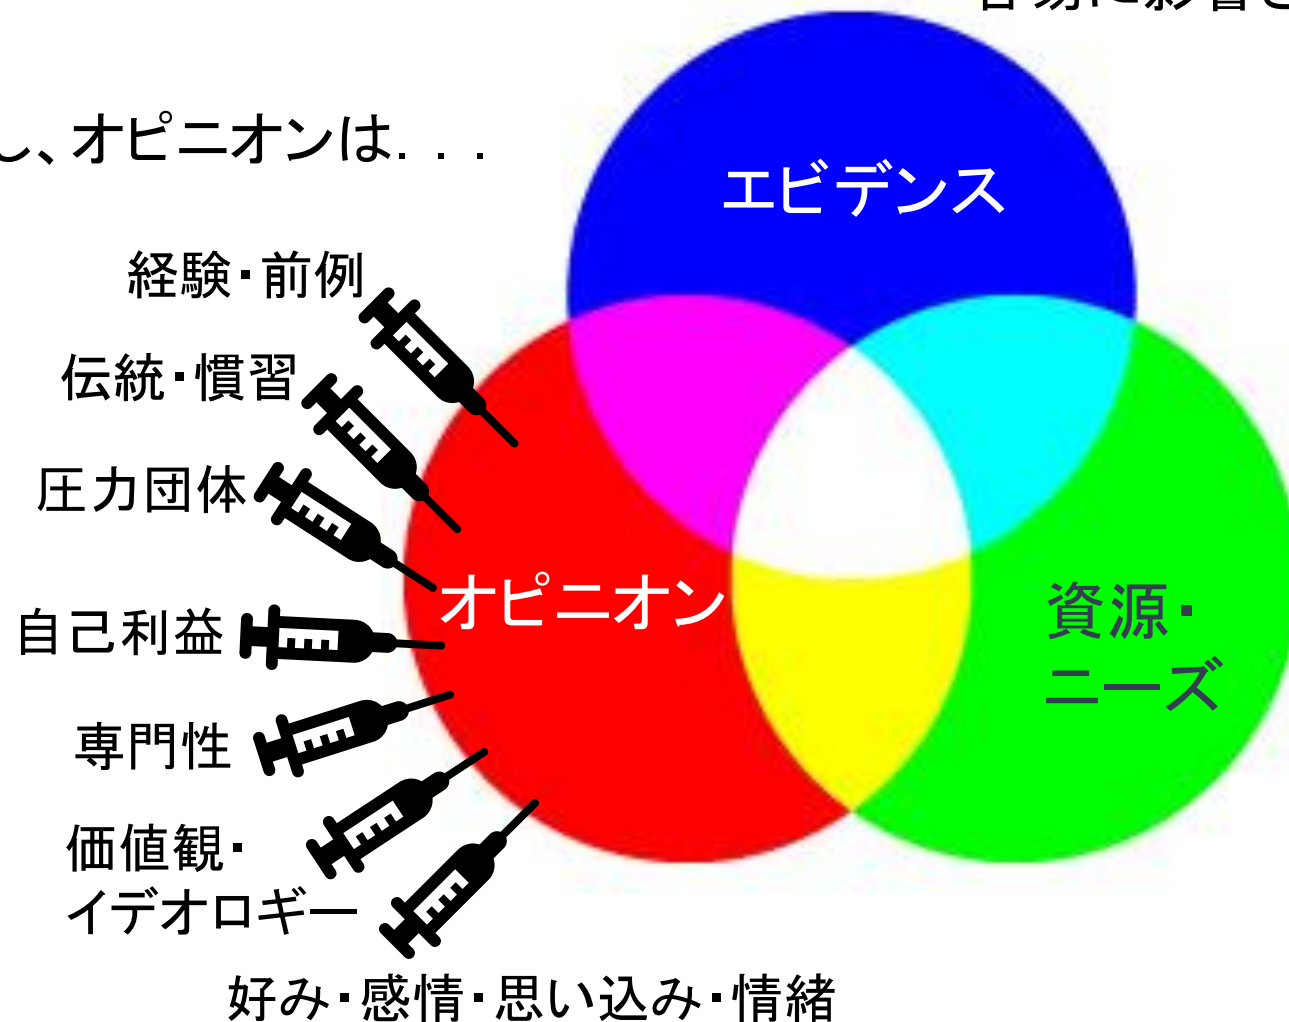 し、オピニオンは. . .
エビデンス
経験・前例
伝統・慣習
圧力団体
自己利益
オピニオン
資源・
ニーズ
専門性
価値観・
イデオロギー
好み・感情・思い込み・情緒